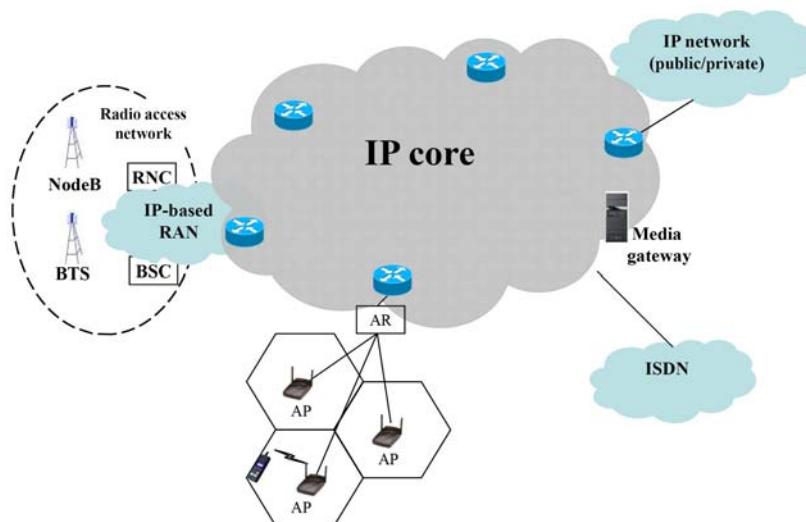 IP network
(public/private)
Radio access
network
IP core
NodeB
RNC
IP-based
RAN
BTS
BSC
Media
gateway
AR
ISDN
AP
AP
AP